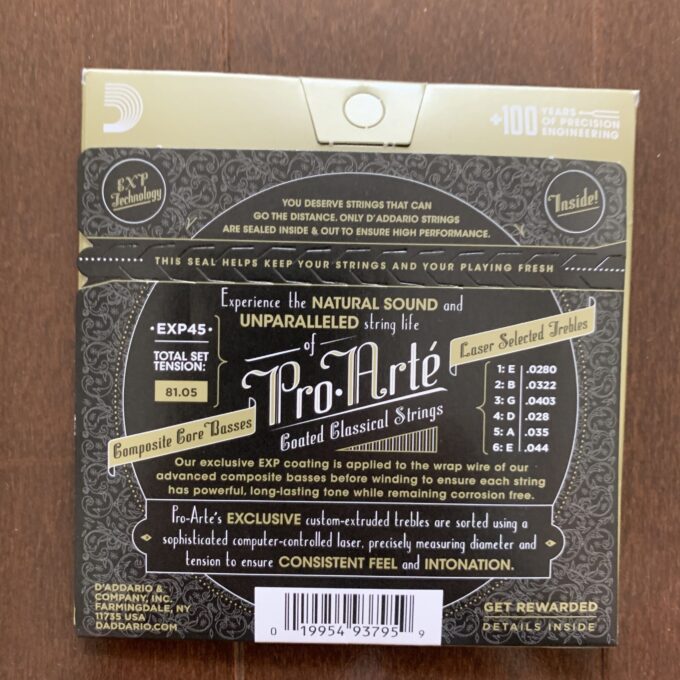 +100 YEARS
OF PRECISION
ENGINEERING
EXP
Technology
Inside!
YOU DESERVE STRINGS THAT CAN
GO THE DISTANCE. ONLY D'ADDARIO STRINGS
ARE SEALED INSIDE & OUT TO ENSURE HIGH PERFORMANCE.
THIS SEAL HELPS KEEP YOUR STRINGS AND YOUR PLAYING FRESH
Experience the NATURAL SOUND and
UNPARALLELED string life
of
Pro•Arté
Coated Classical Strings
•EXP45•
TOTAL SET
TENSION:
81.05
Composite Core Basses
Laser Selected Trebles
1: E .0280
2: B .0322
3: G .0403
4: D .028
5: A .035
6: E .044
Our exclusive EXP coating is applied to the wrap wire of our
advanced composite basses before winding to ensure each string
has powerful, long-lasting tone while remaining corrosion free.
Pro-Arte's EXCLUSIVE custom-extruded trebles are sorted using a
sophisticated computer-controlled laser, precisely measuring diameter and
tension to ensure CONSISTENT FEEL and INTONATION.
D'ADDARIO &
COMPANY, INC.
FARMINGDALE, NY
11735 USA
DADDARIO.COM
0 19954 93795 9
GET REWARDED
DETAILS INSIDE